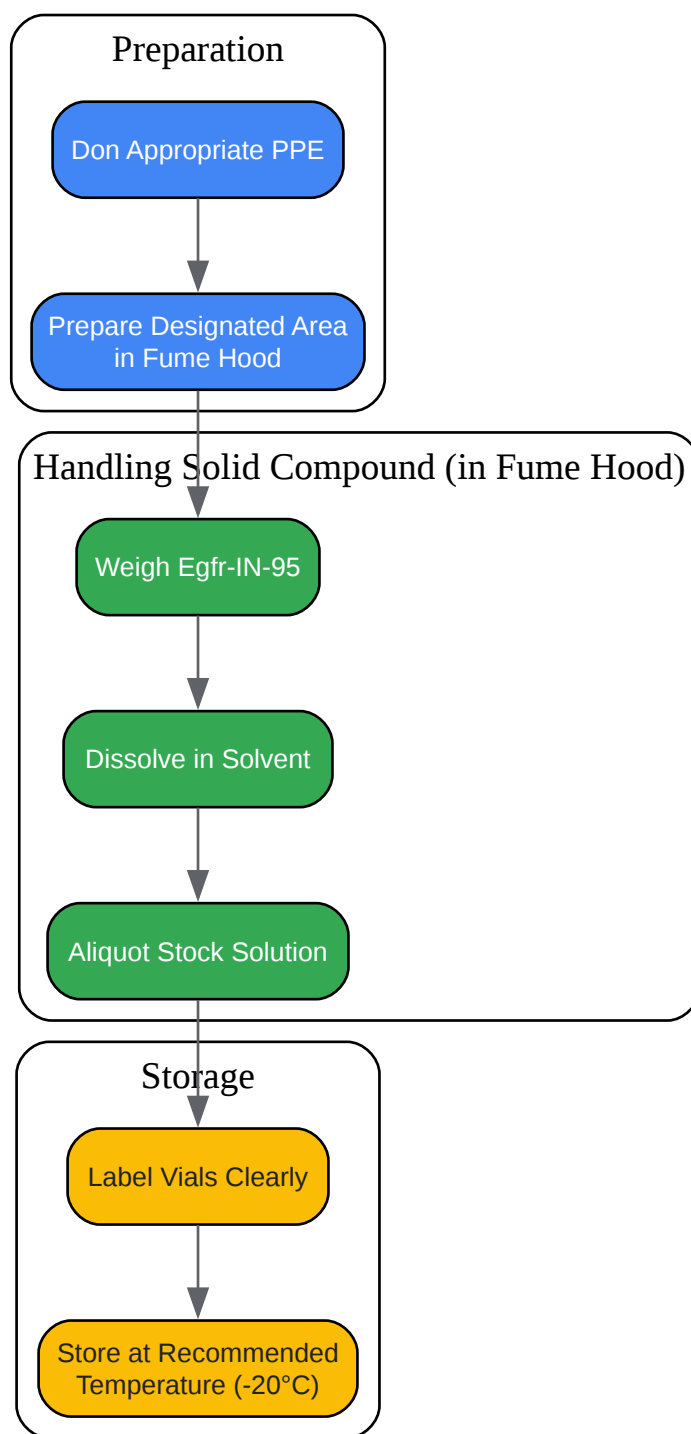 Preparation
Don Appropriate PPE
Prepare Designated Area
in Fume Hood
Handling Solid Compound (in Fume Hood)
Weigh Egfr-IN-95
Dissolve in Solvent
Aliquot Stock Solution
Storage
Label Vials Clearly
Store at Recommended
Temperature (-20°C)